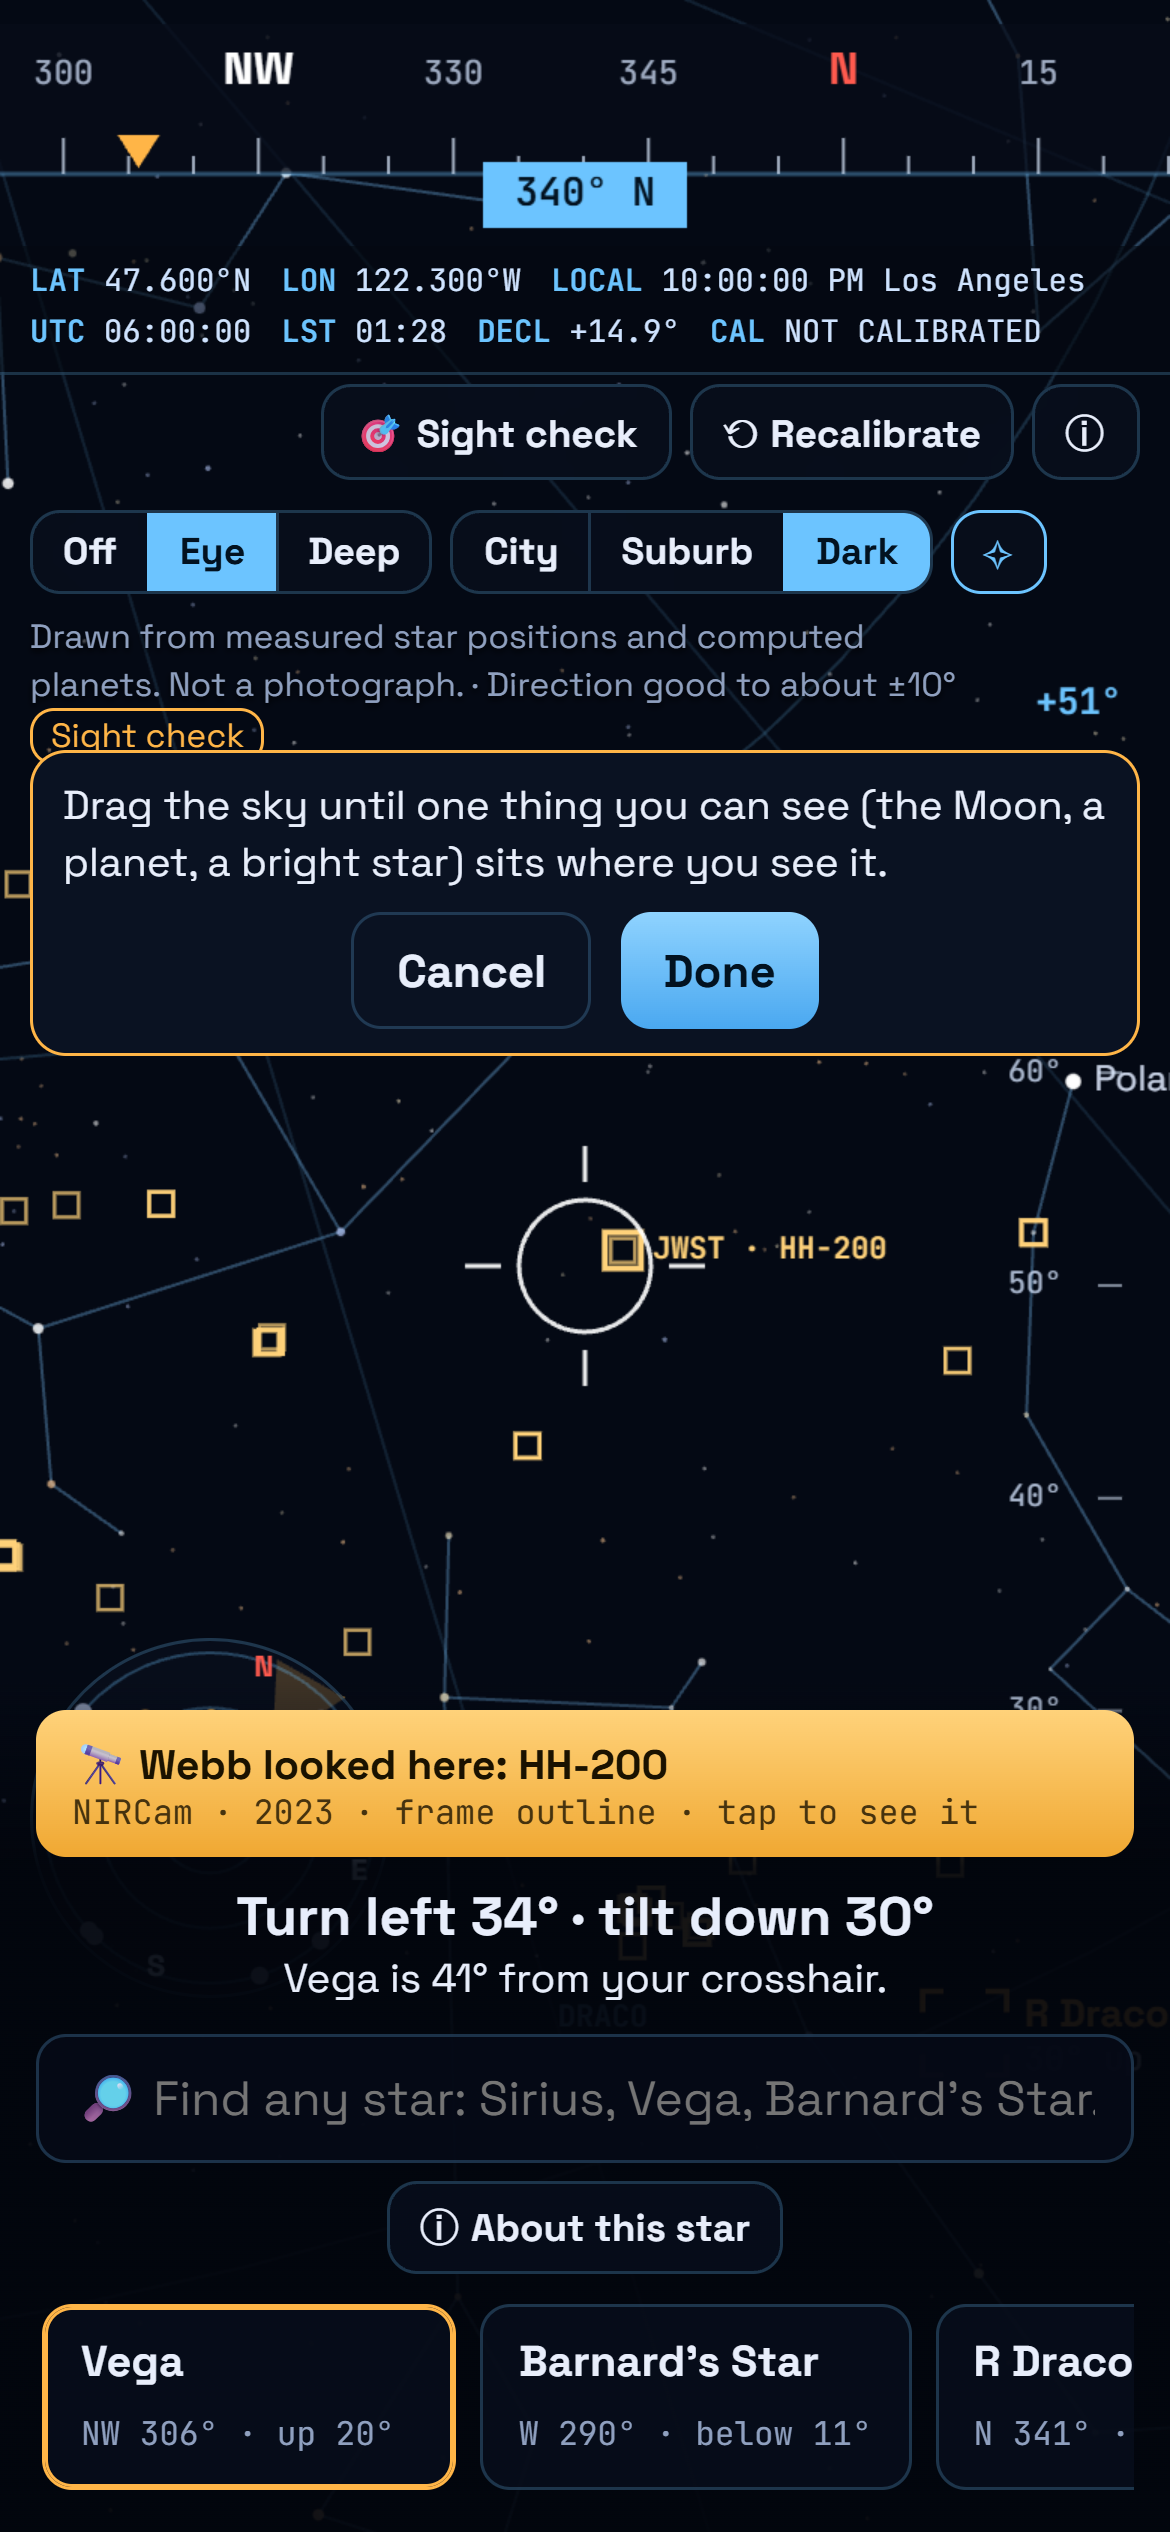 300 NW 330 345 N 15
340° N
LAT 47.600°N LON 122.300°W LOCAL 10:00:00 PM Los Angeles
UTC 06:00:00 LST 01:28 DECL +14.9° CAL NOT CALIBRATED
🎯 Sight check
Recalibrate
ⓘ
Off Eye Deep
City Suburb Dark
Drawn from measured star positions and computed
planets. Not a photograph. · Direction good to about ±10°
+51°
Sight check
Drag the sky until one thing you can see (the Moon, a
planet, a bright star) sits where you see it.
Cancel Done
60° Pola
JWST · HH-200
50°
40°
N
30°
🔭 Webb looked here: HH-200
NIRCam · 2023 · frame outline · tap to see it
E
Turn left 34° · tilt down 30°
S
Vega is 41° from your crosshair.
DRACO
R Draco
🔎 Find any star: Sirius, Vega, Barnard's Star.
ⓘ About this star
Vega
NW 306° · up 20°
Barnard's Star
W 290° · below 11°
R Draco
N 341° ·